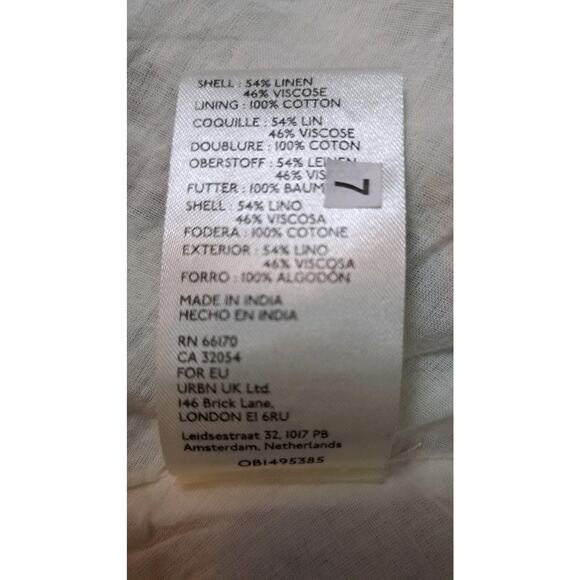 SHELL : 54% LINEN
46% VISCOSE
LINING : 100% COTTON
COQUILLE : 54% LIN
46% VISCOSE
DOUBLURE : 100% COTON
OBERSTOFF : 54% LEINEN
46% VIS
FUTTER : 100% BAUM
7
SHELL : 54% LINO
46% VISCOSA
FODERA : 100% COTONE
EXTERIOR : 54% LINO
46% VISCOSA
FORRO : 100% ALGODÓN
MADE IN INDIA
HECHO EN INDIA
RN 66170
CA 32054
FOR EU
URBN UK Ltd.
146 Brick Lane,
LONDON E1 6RU
Leidsestraat 32, 1017 PB
Amsterdam, Netherlands
OB1495385